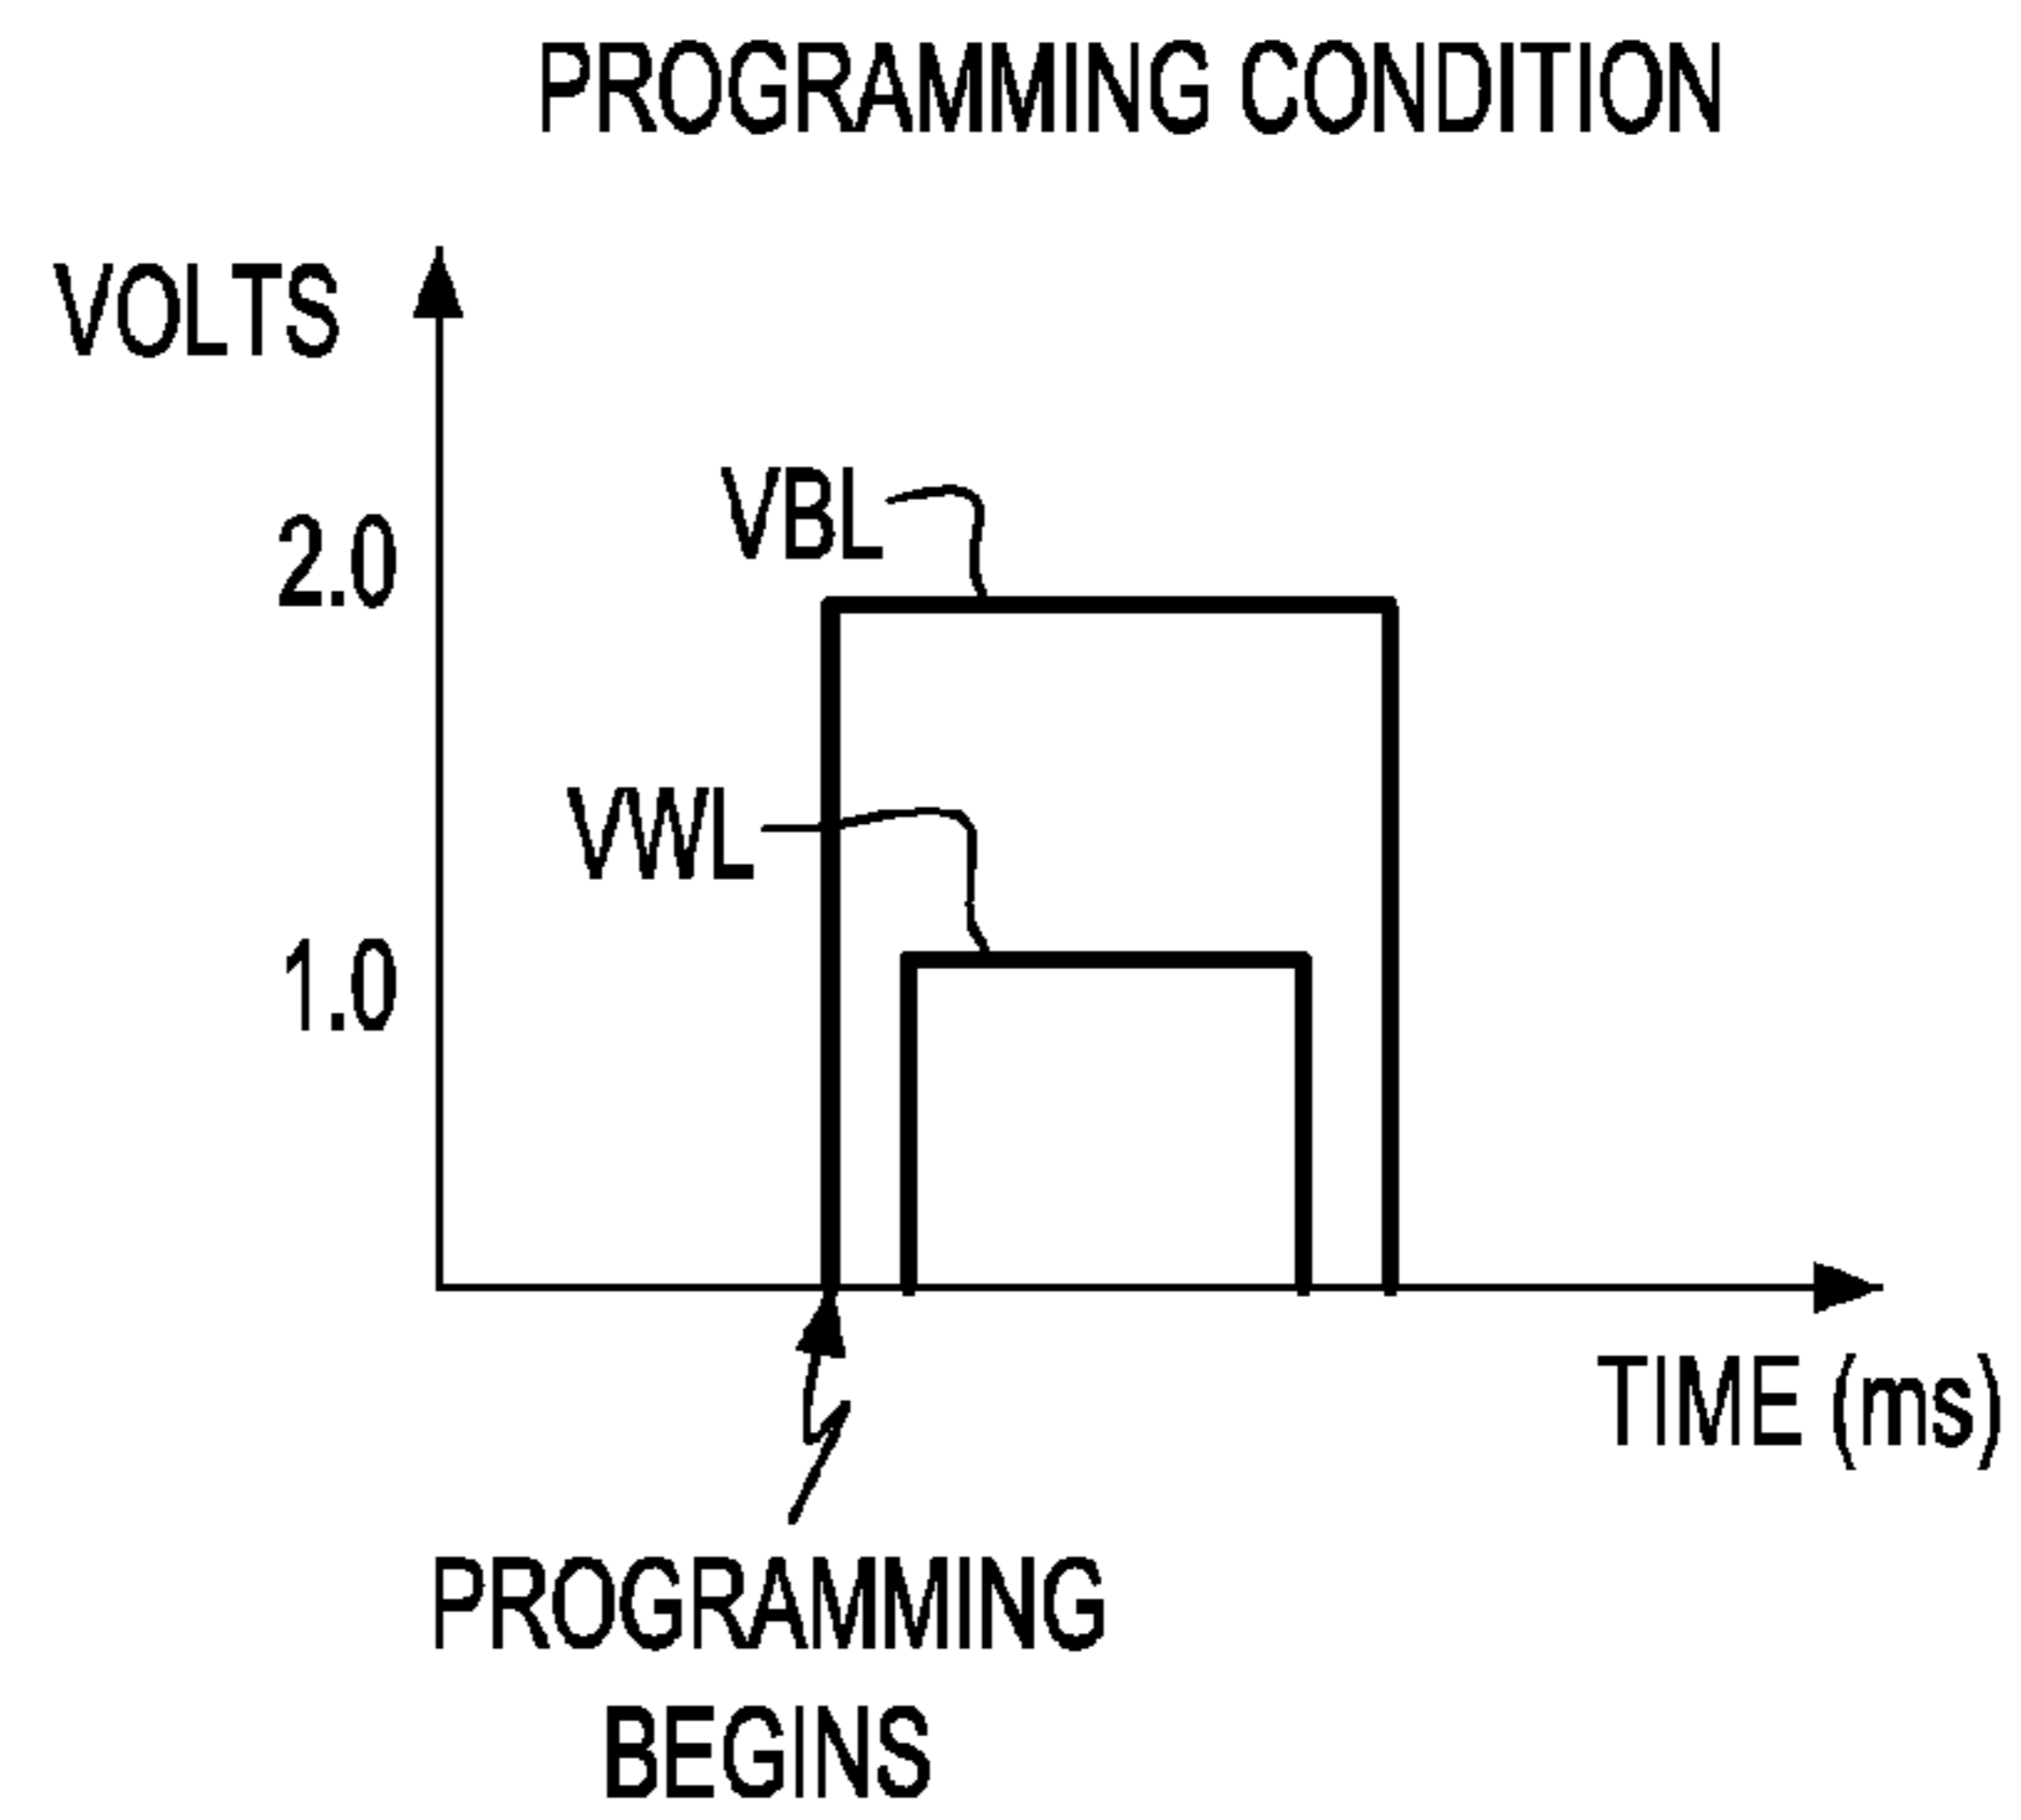 PROGRAMMING CONDITION
VOLTS
2.0
VBL
VWL
1.0
TIME (ms)
PROGRAMMING
BEGINS